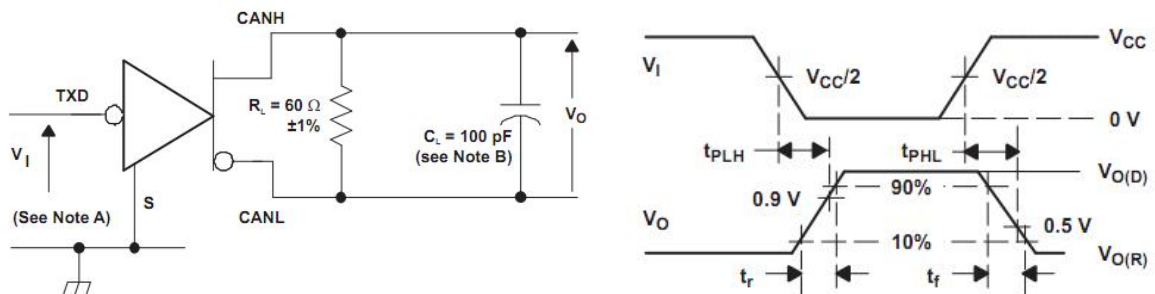 CANH
TXD
R_L = 60 Ω
±1%
C_L = 100 pF
(see Note B)
V_O
V_I
(See Note A)
S
CANL
V_CC
V_I
V_CC/2
V_CC/2
0 V
t_PLH
t_PHL
V_O(D)
90%
0.9 V
V_O
0.5 V
10%
V_O(R)
t_r
t_f